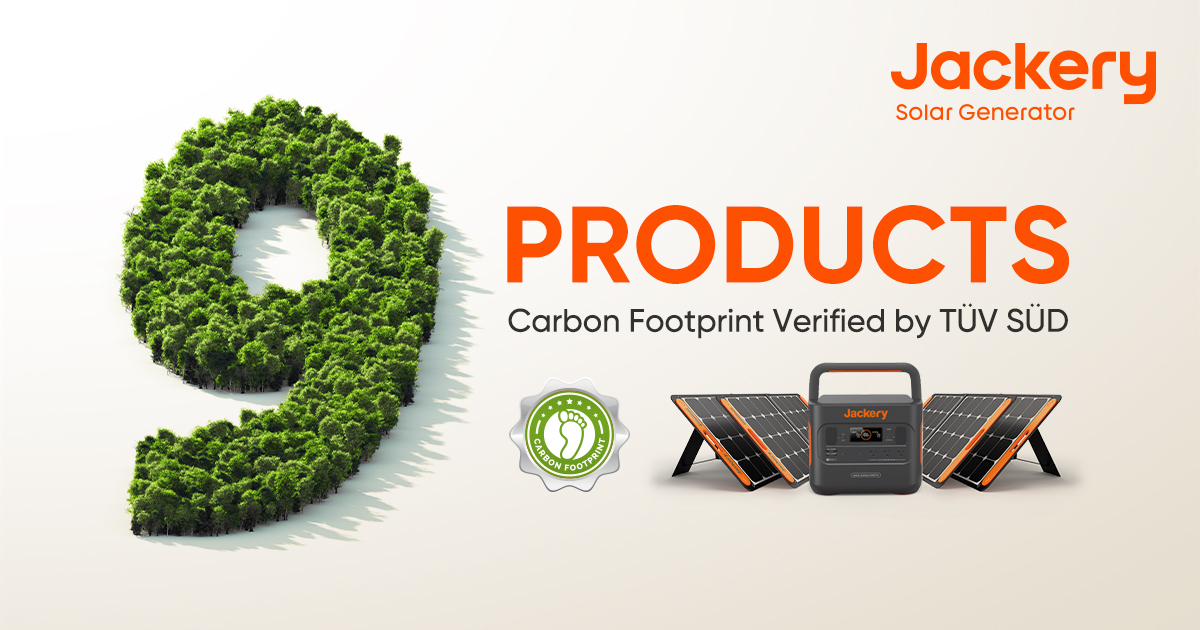 Jackery
Solar Generator
9
PRODUCTS
Carbon Footprint Verified by TÜV SÜD
CARBON FOOTPRINT
Jackery